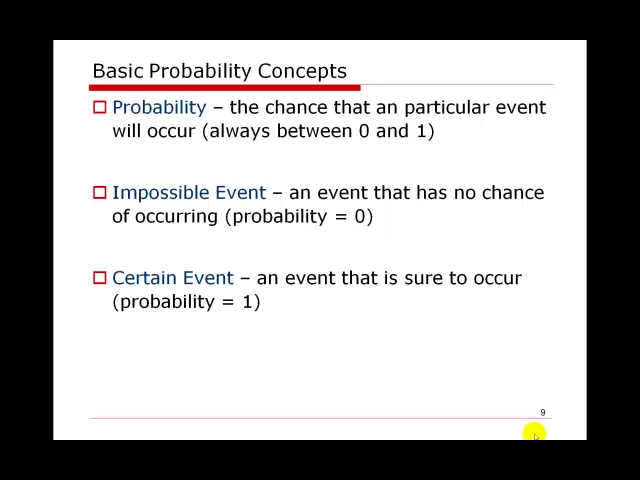 Basic Probability Concepts
Probability – the chance that an particular event
will occur (always between 0 and 1)
Impossible Event – an event that has no chance
of occurring (probability = 0)
Certain Event – an event that is sure to occur
(probability = 1)
9